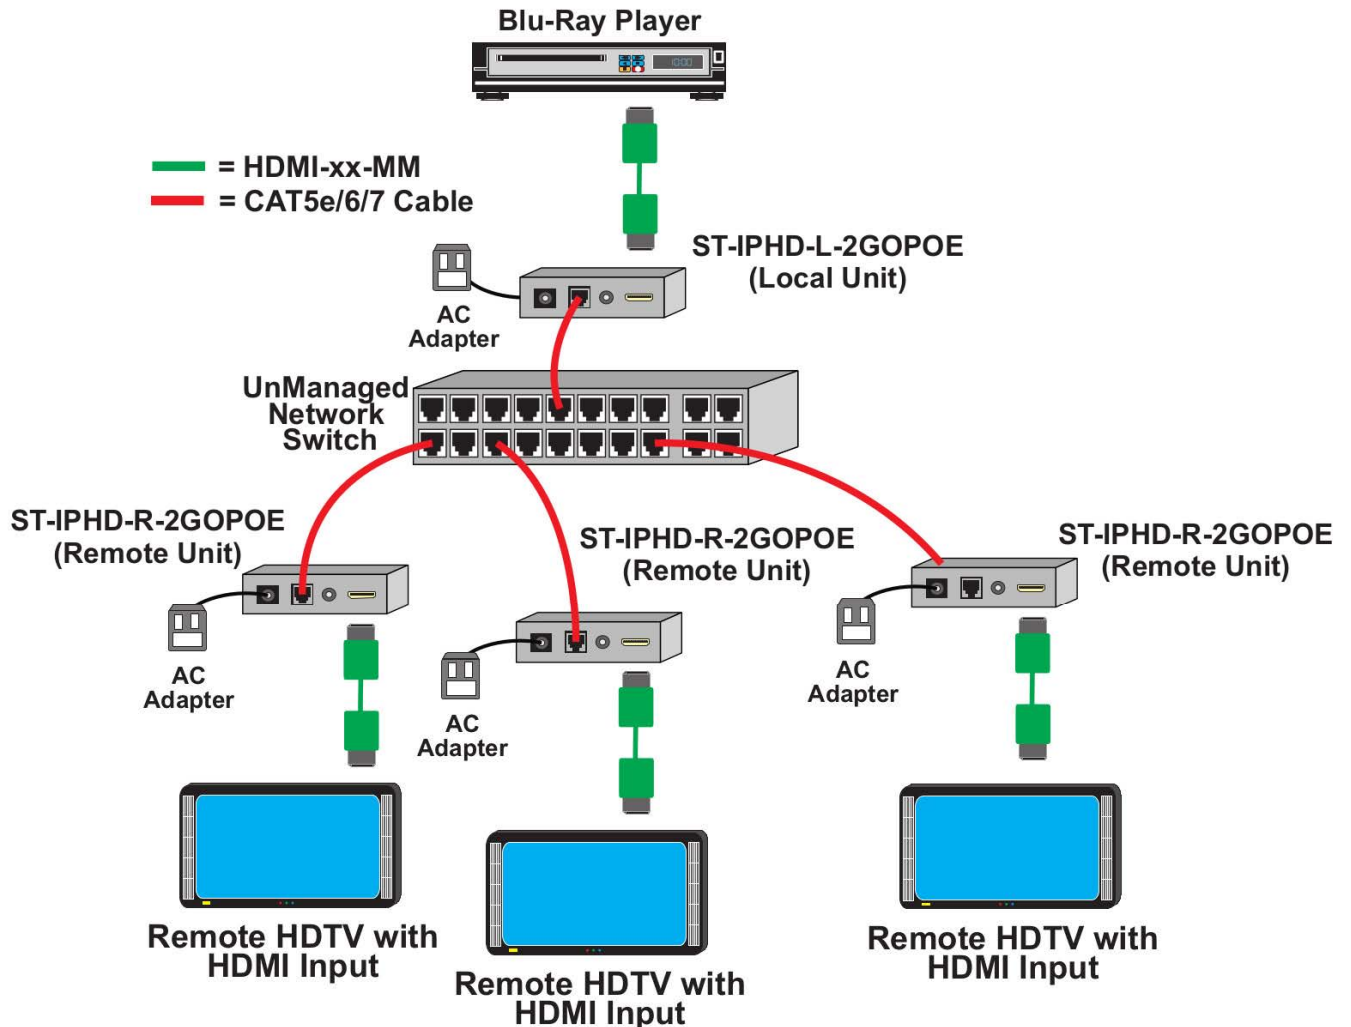 Blu-Ray Player
10:00
= HDMI-xx-MM
= CAT5e/6/7 Cable
ST-IPHD-L-2GOPOE
(Local Unit)
AC
Adapter
UnManaged
Network
Switch
ST-IPHD-R-2GOPOE
(Remote Unit)
ST-IPHD-R-2GOPOE
(Remote Unit)
ST-IPHD-R-2GOPOE
(Remote Unit)
AC
Adapter
AC
Adapter
AC
Adapter
Remote HDTV with
HDMI Input
Remote HDTV with
HDMI Input
Remote HDTV with
HDMI Input